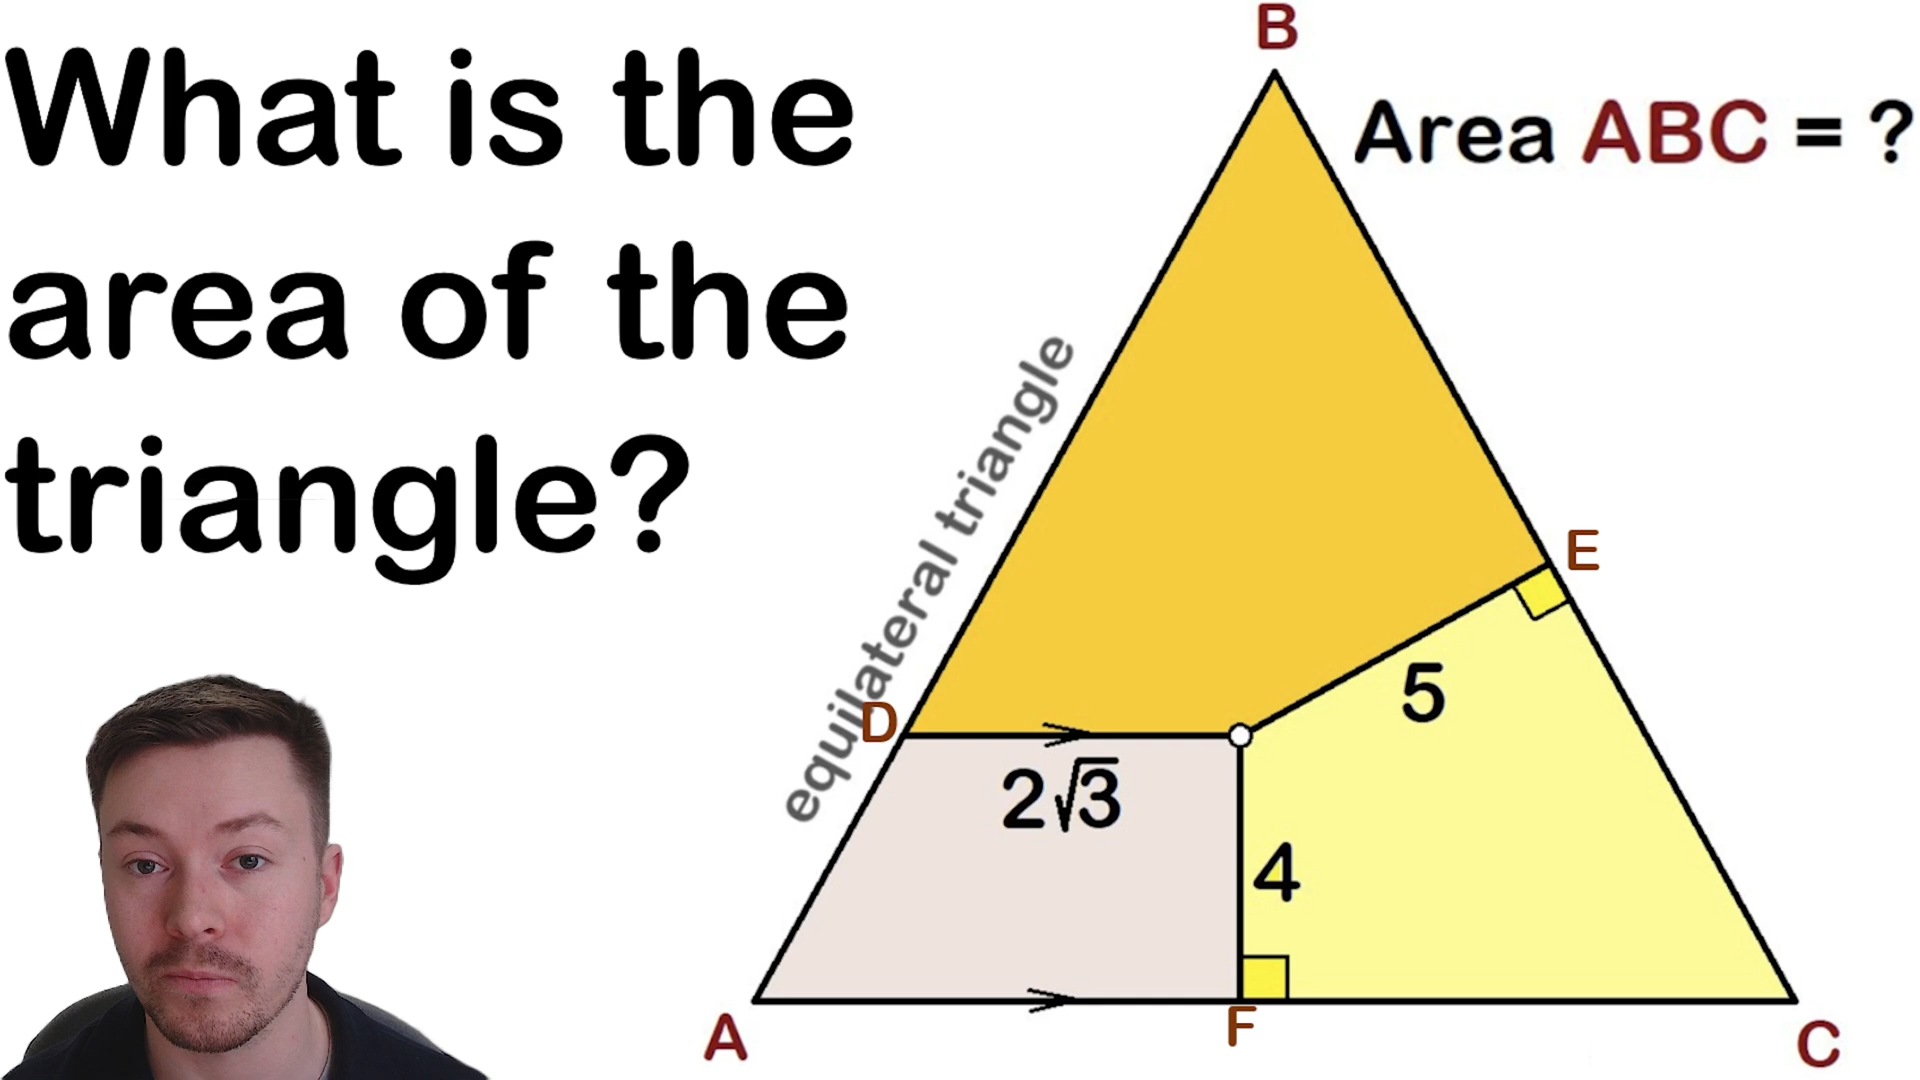 What is the
area of the
triangle?
B
Area ABC = ?
equilateral triangle
E
D
5
2√3
4
A
F
C